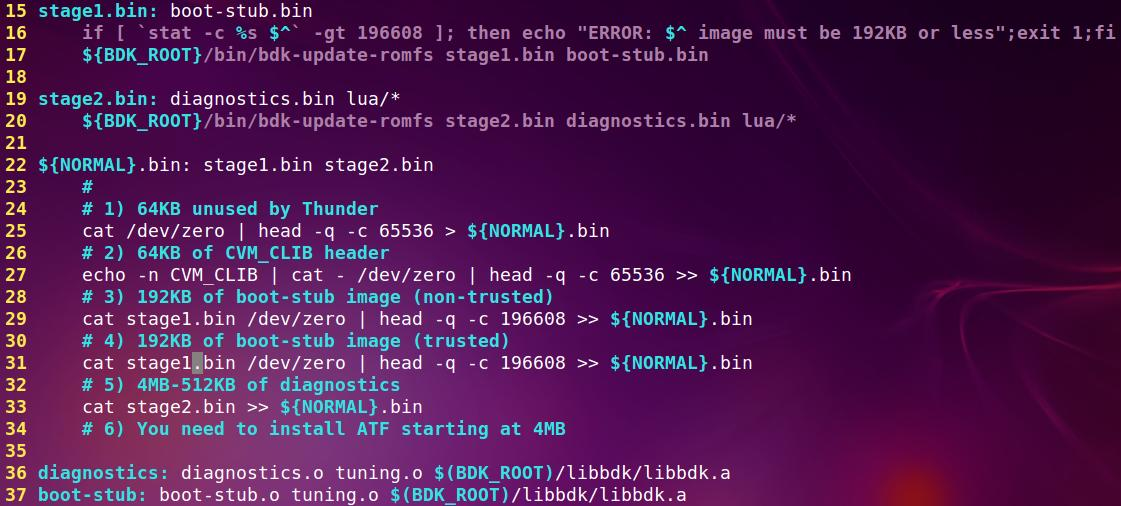 15 stage1.bin: boot-stub.bin
16     if [ `stat -c %s $^` -gt 196608 ]; then echo "ERROR: $^ image must be 192KB or less";exit 1;fi
17     ${BDK_ROOT}/bin/bdk-update-romfs stage1.bin boot-stub.bin
18
19 stage2.bin: diagnostics.bin lua/*
20     ${BDK_ROOT}/bin/bdk-update-romfs stage2.bin diagnostics.bin lua/*
21
22 ${NORMAL}.bin: stage1.bin stage2.bin
23     #
24     # 1) 64KB unused by Thunder
25     cat /dev/zero | head -q -c 65536 > ${NORMAL}.bin
26     # 2) 64KB of CVM_CLIB header
27     echo -n CVM_CLIB | cat - /dev/zero | head -q -c 65536 >> ${NORMAL}.bin
28     # 3) 192KB of boot-stub image (non-trusted)
29     cat stage1.bin /dev/zero | head -q -c 196608 >> ${NORMAL}.bin
30     # 4) 192KB of boot-stub image (trusted)
31     cat stage1.bin /dev/zero | head -q -c 196608 >> ${NORMAL}.bin
32     # 5) 4MB-512KB of diagnostics
33     cat stage2.bin >> ${NORMAL}.bin
34     # 6) You need to install ATF starting at 4MB
35
36 diagnostics: diagnostics.o tuning.o $(BDK_ROOT)/libbdk/libbdk.a
37 boot-stub: boot-stub.o tuning.o $(BDK_ROOT)/libbdk/libbdk.a